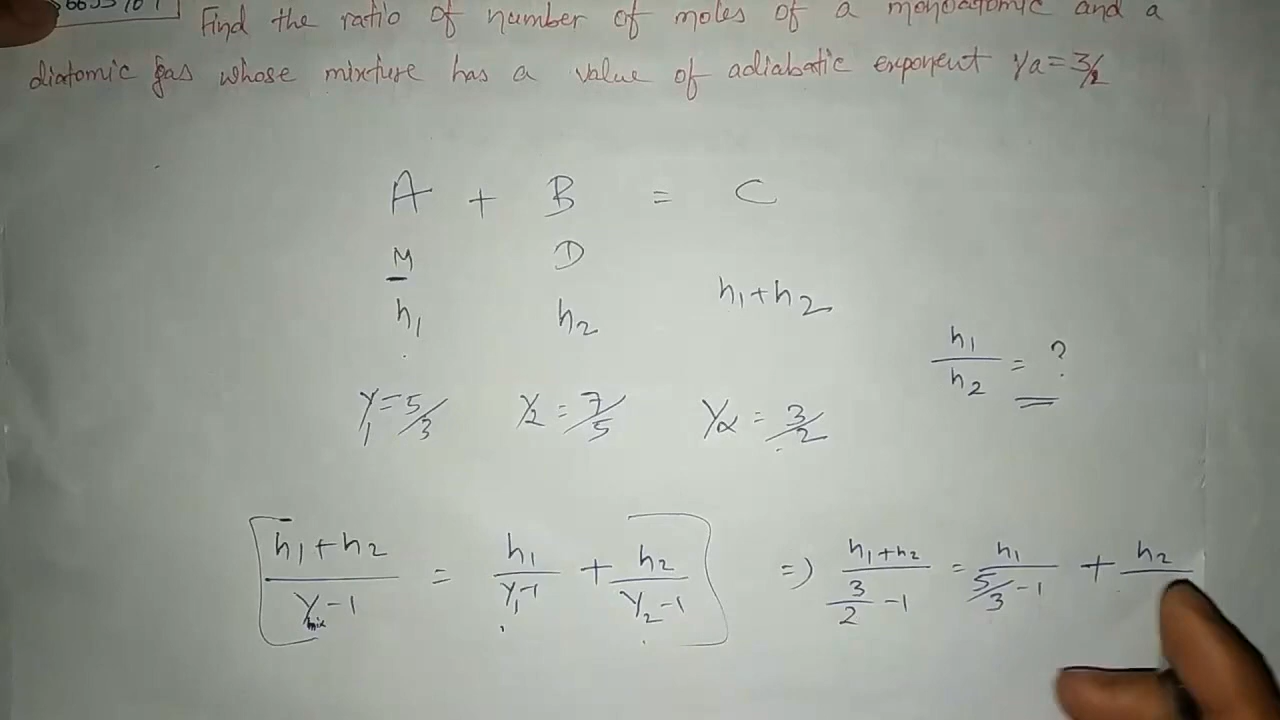 Find the ratio of number of moles of a monoatomic and a
diatomic gas whose mixture has a value of adiabatic exponent γa = 3/2
A + B = C
M D
n1 n2 n1+n2
n1/n2 = ?
γ1 = 5/3 γ2 = 7/5 γα = 3/2
(n1+n2)/(γmix-1) = n1/(γ1-1) + n2/(γ2-1) => (n1+n2)/(3/2 -1) = n1/(5/3 -1) + n2/